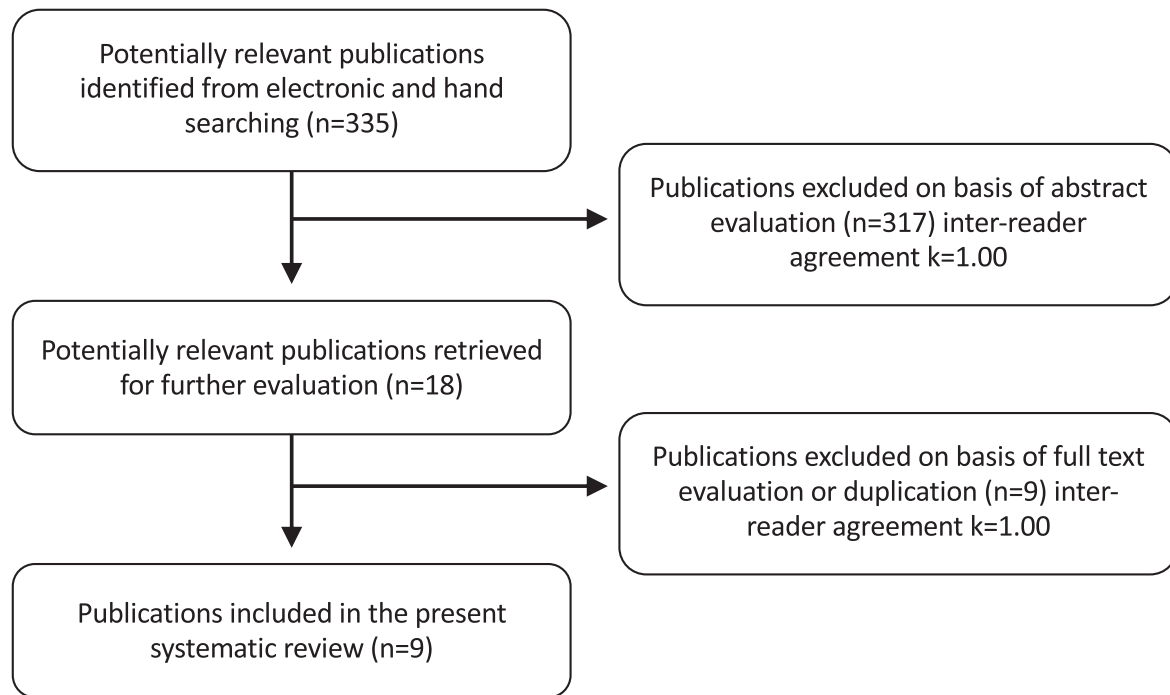 Potentially relevant publications
identified from electronic and hand
searching (n=335)
Publications excluded on basis of abstract
evaluation (n=317) inter-reader
agreement k=1.00
Potentially relevant publications retrieved
for further evaluation (n=18)
Publications excluded on basis of full text
evaluation or duplication (n=9) inter-
reader agreement k=1.00
Publications included in the present
systematic review (n=9)